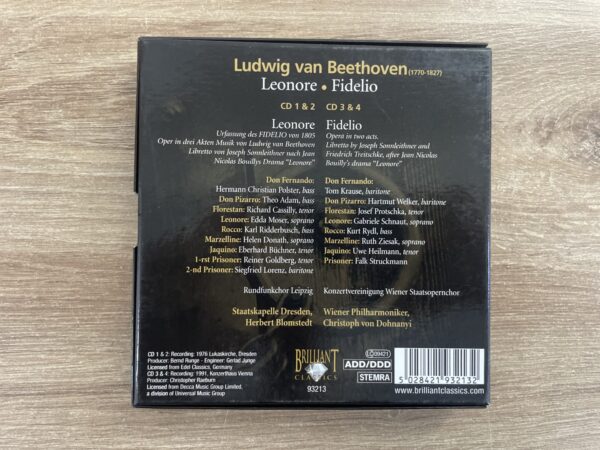 Ludwig van Beethoven (1770-1827)
Leonore • Fidelio
CD 1 & 2 CD 3 & 4
Leonore
Urfassung des FIDELIO von 1805
Oper in drei Akten Musik von Ludwig van Beethoven
Libretto von Joseph Sonnleithner nach Jean
Nicolas Bouillys Drama "Leonore"
Don Fernando:
Hermann Christian Polster, bass
Don Pizarro: Theo Adam, bass
Florestan: Richard Cassilly, tenor
Leonore: Edda Moser, soprano
Rocco: Karl Ridderbusch, bass
Marzelline: Helen Donath, soprano
Jaquino: Eberhard Büchner, tenor
1-rst Prisoner: Reiner Goldberg, tenor
2-nd Prisoner: Siegfried Lorenz, baritone
Rundfunkchor Leipzig
Staatskapelle Dresden,
Herbert Blomstedt
Fidelio
Opera in two acts.
Libretto by Joseph Sonnleithner and
Friedrich Treitschke, after Jean Nicolas
Bouilly's drama "Leonore"
Don Fernando:
Tom Krause, baritone
Don Pizarro: Hartmut Welker, baritone
Florestan: Josef Protschka, tenor
Leonore: Gabriele Schnaut, soprano
Rocco: Kurt Rydl, bass
Marzelline: Ruth Ziesak, soprano
Jaquino: Uwe Heilmann, tenor
Prisoner: Falk Struckmann
Konzertvereinigung Wiener Staatsopernchor
Wiener Philharmoniker,
Christoph von Dohnanyi
CD 1 & 2: Recording: 1976 Lukaskirche, Dresden
Producer: Bernd Runge - Engineer: Gerlad Junge
Licensed from Edel Classics, Germany
CD 3 & 4: Recording: 1991, Konzerthaus Vienna
Producer: Christopher Raeburn
Licensed from Decca Music Group Limited,
a division of Universal Music Group
BRILLIANT
CLASSICS
93213
LC 09421
ADD/DDD
STEMRA
5 028421 932132
www.brilliantclassics.com